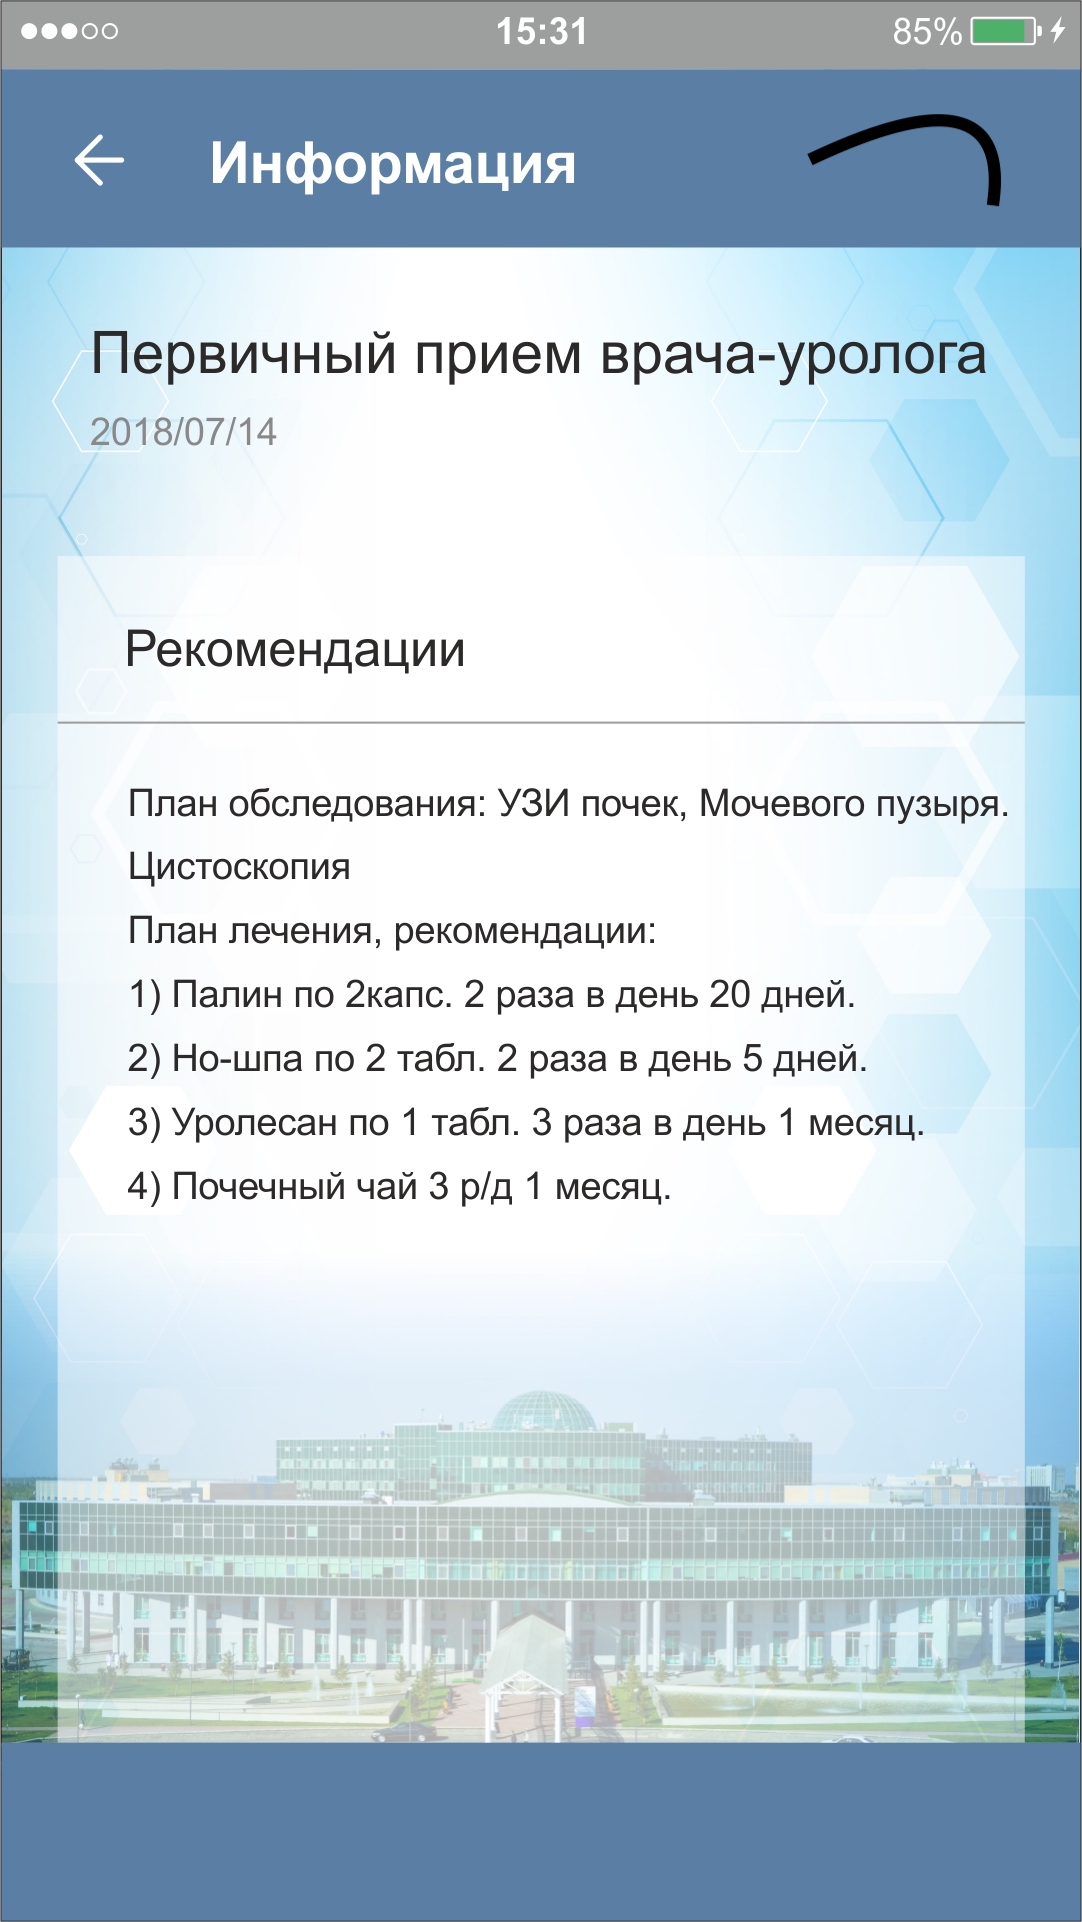 15:31
85%
Информация
Первичный прием врача-уролога
2018/07/14
Рекомендации
План обследования: УЗИ почек, Мочевого пузыря.
Цистоскопия
План лечения, рекомендации:
1) Палин по 2капс. 2 раза в день 20 дней.
2) Но-шпа по 2 табл. 2 раза в день 5 дней.
3) Уролесан по 1 табл. 3 раза в день 1 месяц.
4) Почечный чай 3 р/д 1 месяц.